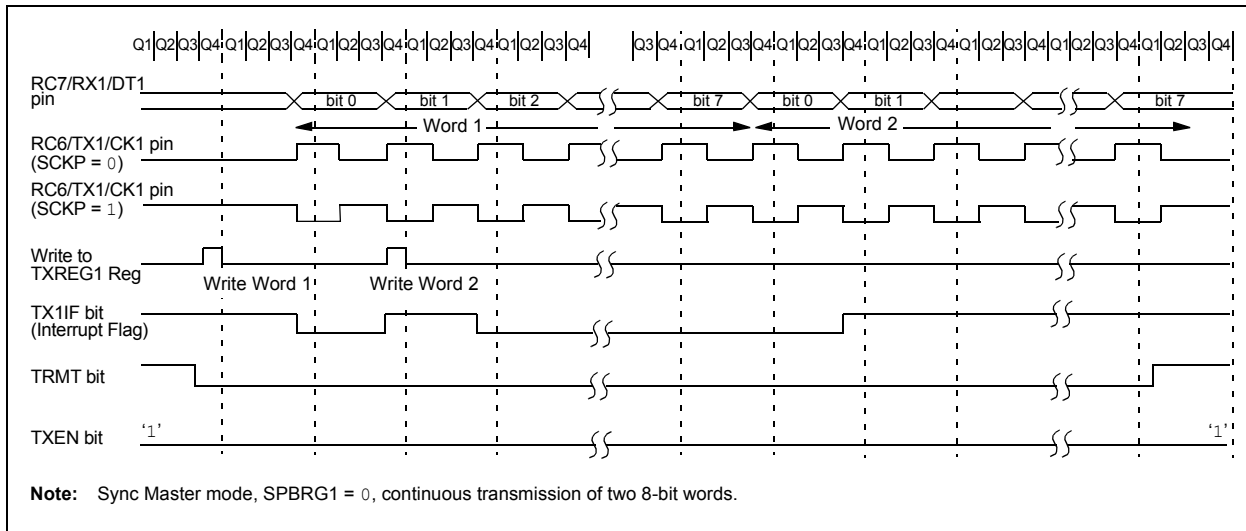 Q1 Q2 Q3 Q4 Q1 Q2 Q3 Q4 Q1 Q2 Q3 Q4 Q1 Q2 Q3 Q4 Q1 Q2 Q3 Q4 Q3 Q4 Q1 Q2 Q3 Q4 Q1 Q2 Q3 Q4 Q1 Q2 Q3 Q4 Q1 Q2 Q3 Q4 Q1 Q2 Q3 Q4 Q1 Q2 Q3 Q4
RC7/RX1/DT1
pin
bit 0 bit 1 bit 2 bit 7 bit 0 bit 1 bit 7
Word 1 Word 2
RC6/TX1/CK1 pin
(SCKP = 0)
RC6/TX1/CK1 pin
(SCKP = 1)
Write to
TXREG1 Reg
Write Word 1 Write Word 2
TX1IF bit
(Interrupt Flag)
TRMT bit
TXEN bit
‘1’ ‘1’
Note: Sync Master mode, SPBRG1 = 0, continuous transmission of two 8-bit words.